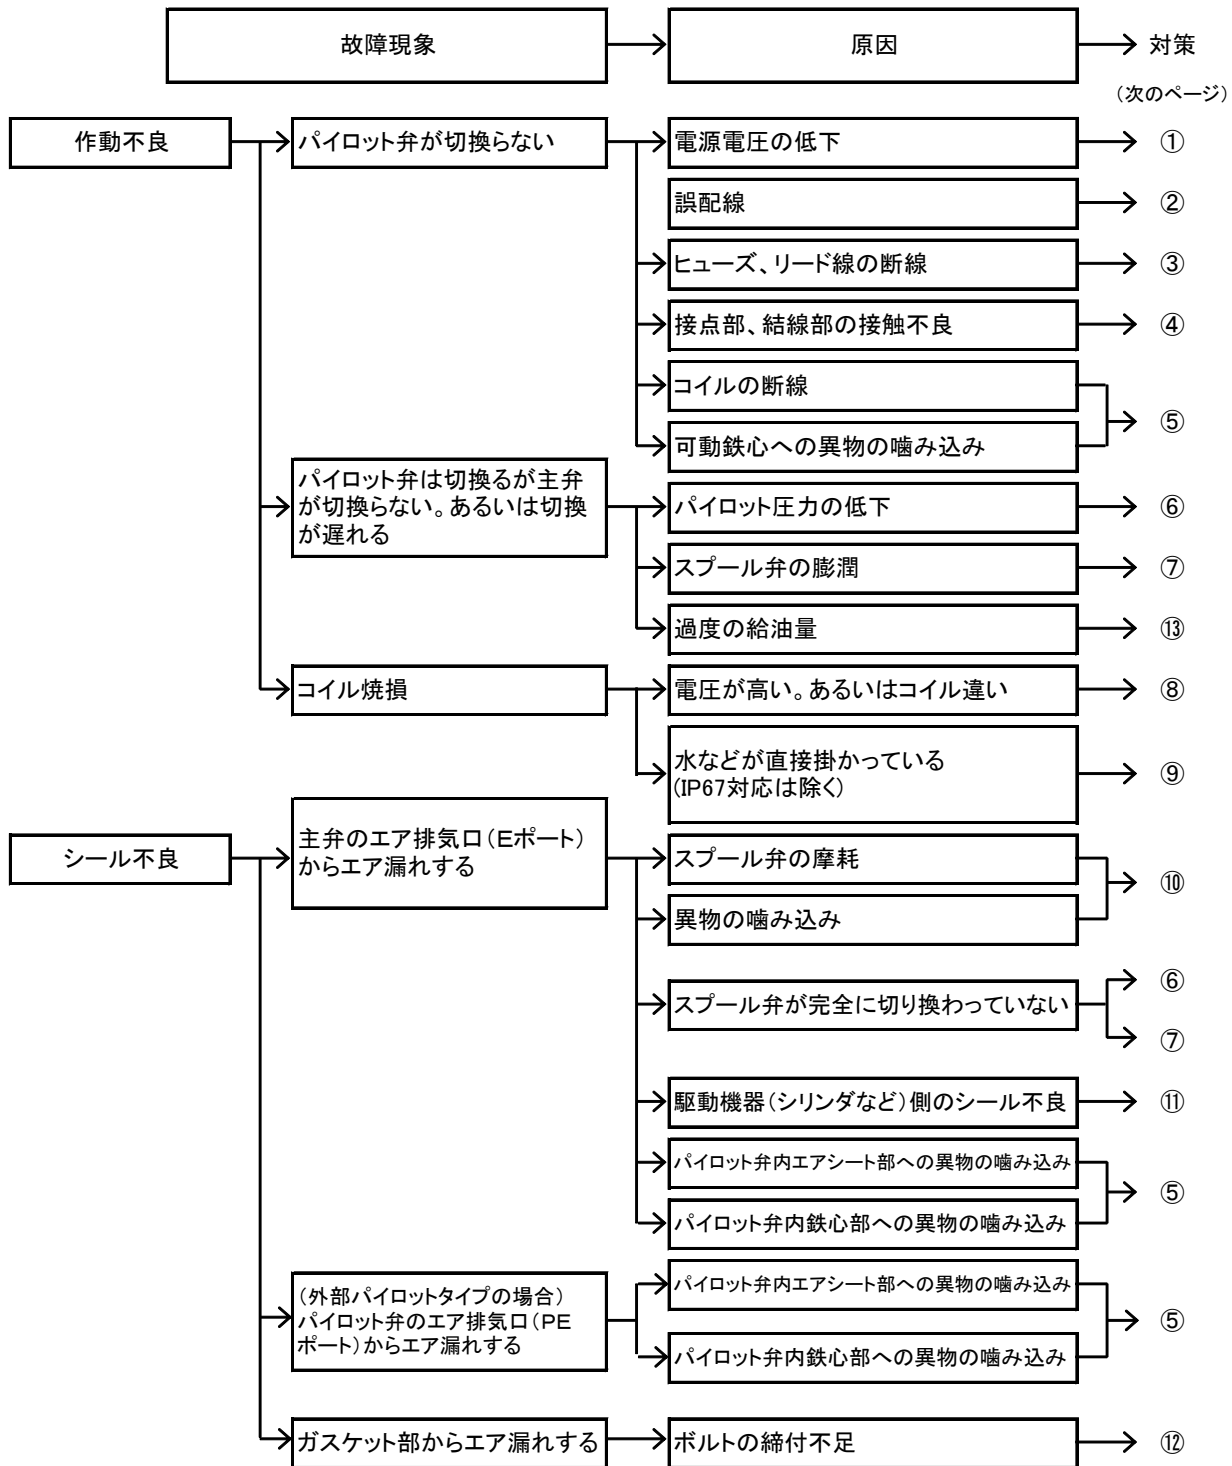 故障現象
原因
対策
（次のページ）
作動不良
パイロット弁が切換らない
電源電圧の低下
①
誤配線
②
ヒューズ、リード線の断線
③
接点部、結線部の接触不良
④
コイルの断線
⑤
可動鉄心への異物の噛み込み
パイロット弁は切換るが主弁
が切換らない。あるいは切換
が遅れる
パイロット圧力の低下
⑥
スプール弁の膨潤
⑦
過度の給油量
⑬
コイル焼損
電圧が高い。あるいはコイル違い
⑧
水などが直接掛かっている
（IP67対応は除く）
⑨
シール不良
主弁のエア排気口（Eポート）
からエア漏れする
スプール弁の摩耗
⑩
異物の噛み込み
スプール弁が完全に切り換わっていない
⑥
⑦
駆動機器（シリンダなど）側のシール不良
⑪
パイロット弁内エアシート部への異物の噛み込み
⑤
パイロット弁内鉄心部への異物の噛み込み
（外部パイロットタイプの場合）
パイロット弁のエア排気口（PE
ポート）からエア漏れする
パイロット弁内エアシート部への異物の噛み込み
⑤
パイロット弁内鉄心部への異物の噛み込み
ガスケット部からエア漏れする
ボルトの締付不足
⑫